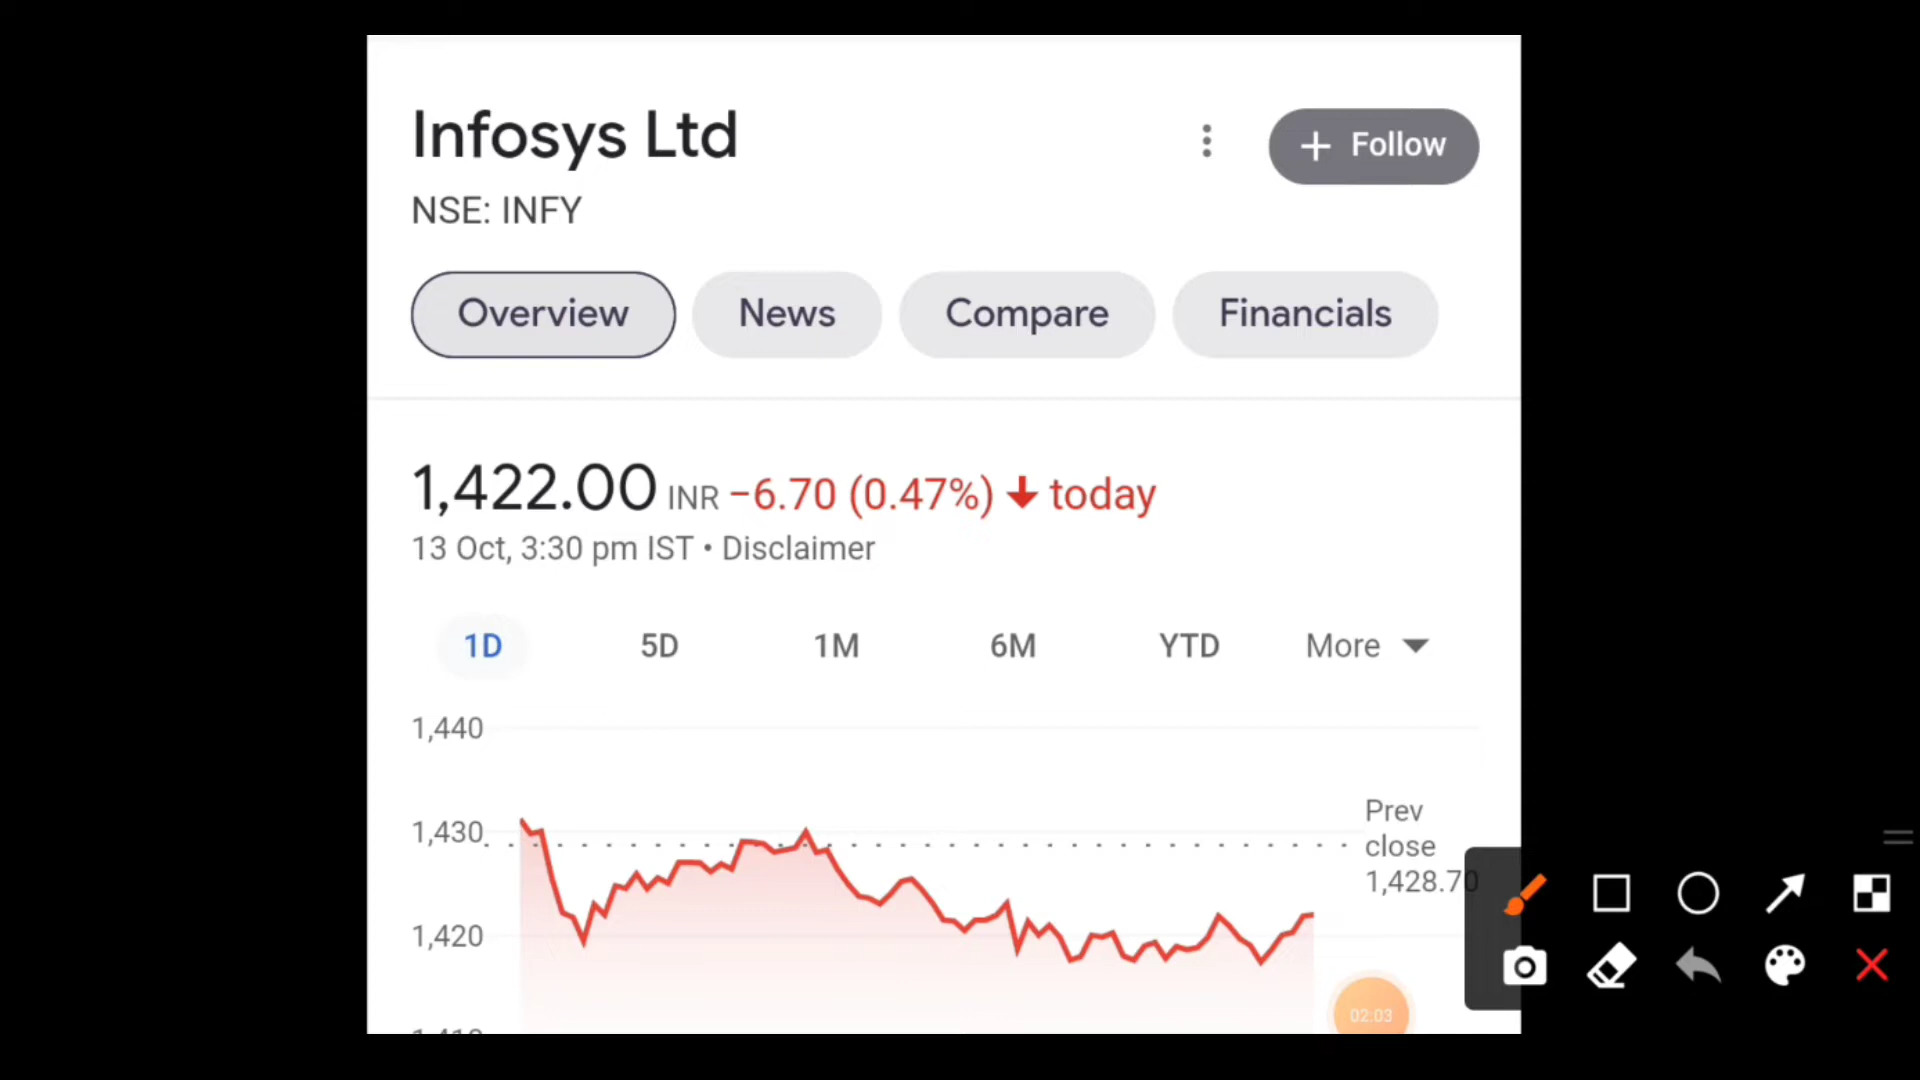 Infosys Ltd
+ Follow
NSE: INFY
Overview News Compare Financials
1,422.00 INR −6.70 (0.47%) today
13 Oct, 3:30 pm IST • Disclaimer
1D 5D 1M 6M YTD More
1,440
1,430
1,420
Prev
close
1,428.70
02:03